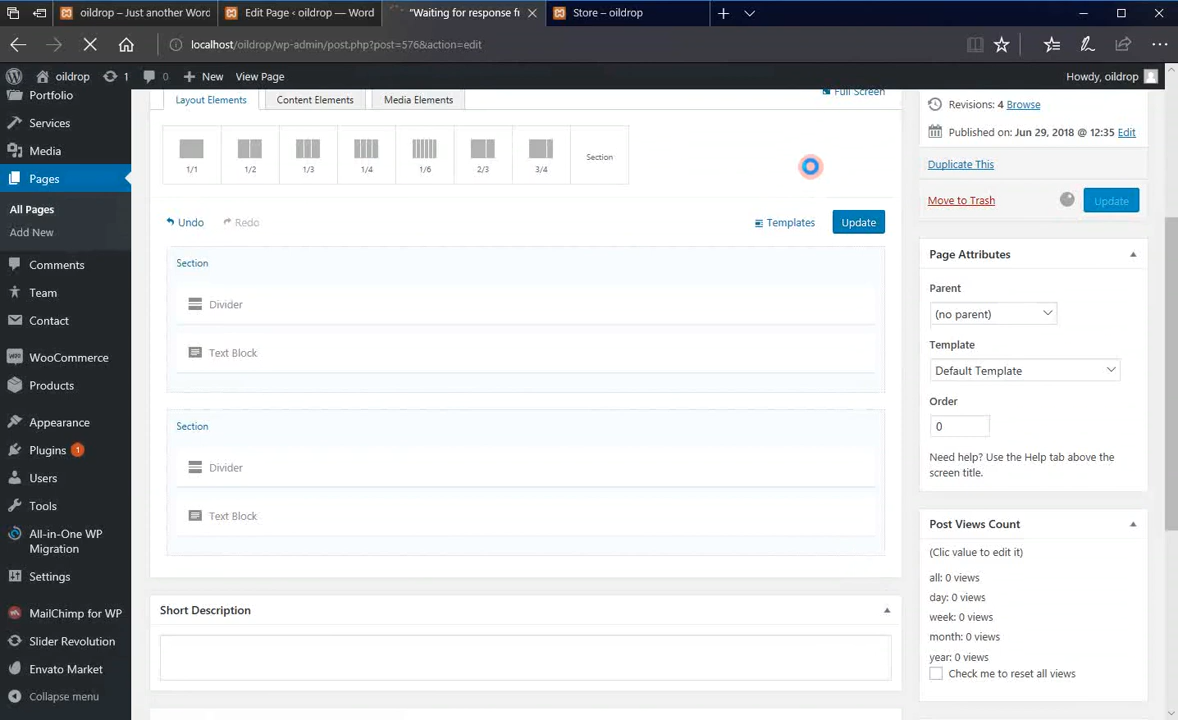 oildrop – Just another Word
Edit Page ‹ oildrop — Word
"Waiting for response f
Store – oildrop
localhost/oildrop/wp-admin/post.php?post=576&action=edit
oildrop
1
0
New
View Page
Howdy, oildrop
Portfolio
Services
Media
Pages
All Pages
Add New
Comments
Team
Contact
WooCommerce
Products
Appearance
Plugins 1
Users
Tools
All-in-One WP
Migration
Settings
MailChimp for WP
Slider Revolution
Envato Market
Collapse menu
Layout Elements
Content Elements
Media Elements
Full Screen
1/1
1/2
1/3
1/4
1/6
2/3
3/4
Section
Undo
Redo
Templates
Update
Section
Divider
Text Block
Section
Divider
Text Block
Short Description
Revisions: 4 Browse
Published on: Jun 29, 2018 @ 12:35 Edit
Duplicate This
Move to Trash
Update
Page Attributes
Parent
(no parent)
Template
Default Template
Order
0
Need help? Use the Help tab above the
screen title.
Post Views Count
(Clic value to edit it)
all: 0 views
day: 0 views
week: 0 views
month: 0 views
year: 0 views
Check me to reset all views